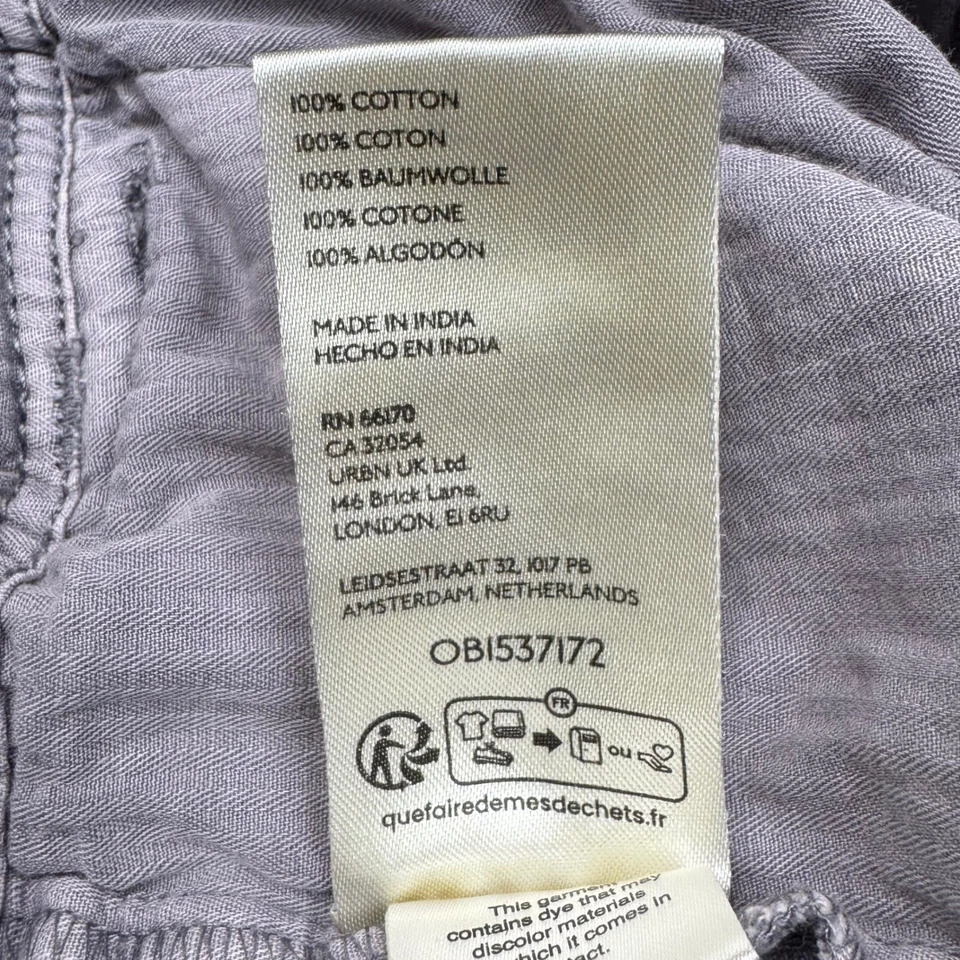 100% COTTON
100% COTON
100% BAUMWOLLE
100% COTONE
100% ALGODÓN
MADE IN INDIA
HECHO EN INDIA
RN 66170
CA 32054
URBN UK Ltd.
146 Brick Lane,
LONDON, E1 6RU
LEIDSESTRAAT 32, 1017 PB
AMSTERDAM, NETHERLANDS
OB1537172
FR
ou
quefairedemesdechets.fr
This garment
contains dye that may
discolor materials
which it comes in